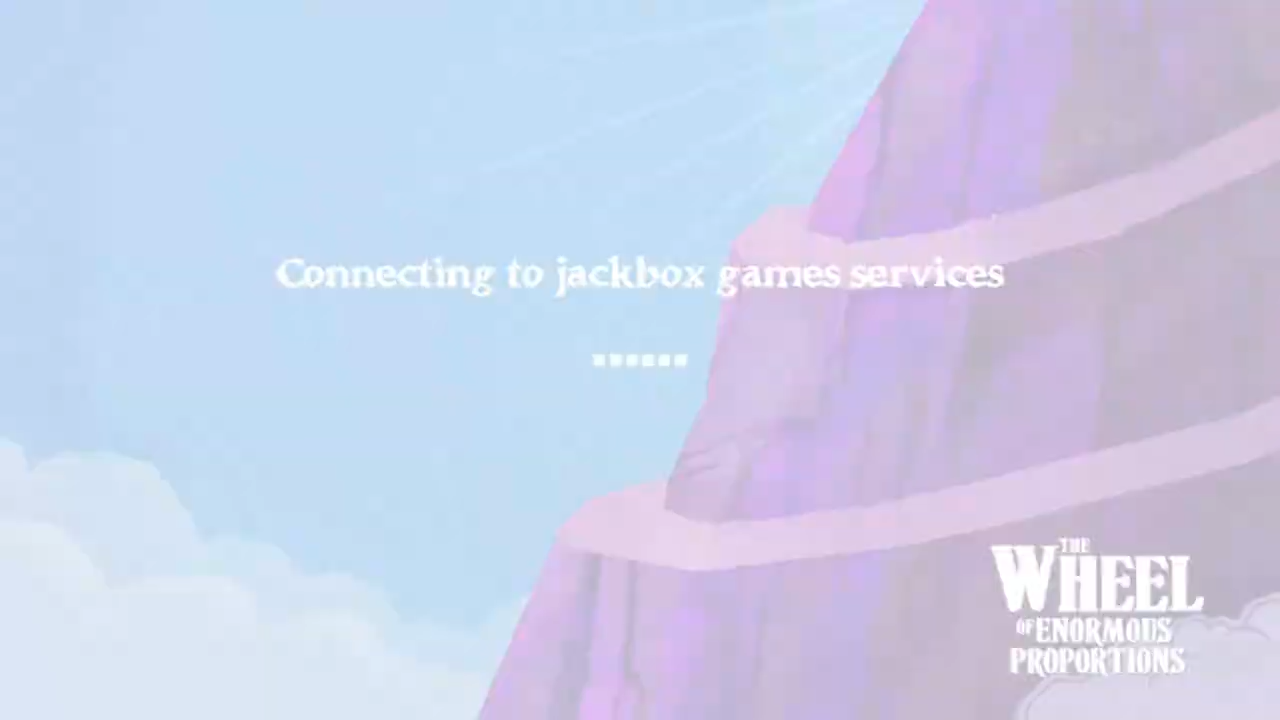 Connecting to jackbox games services
THE
WHEEL
OF ENORMOUS
PROPORTIONS